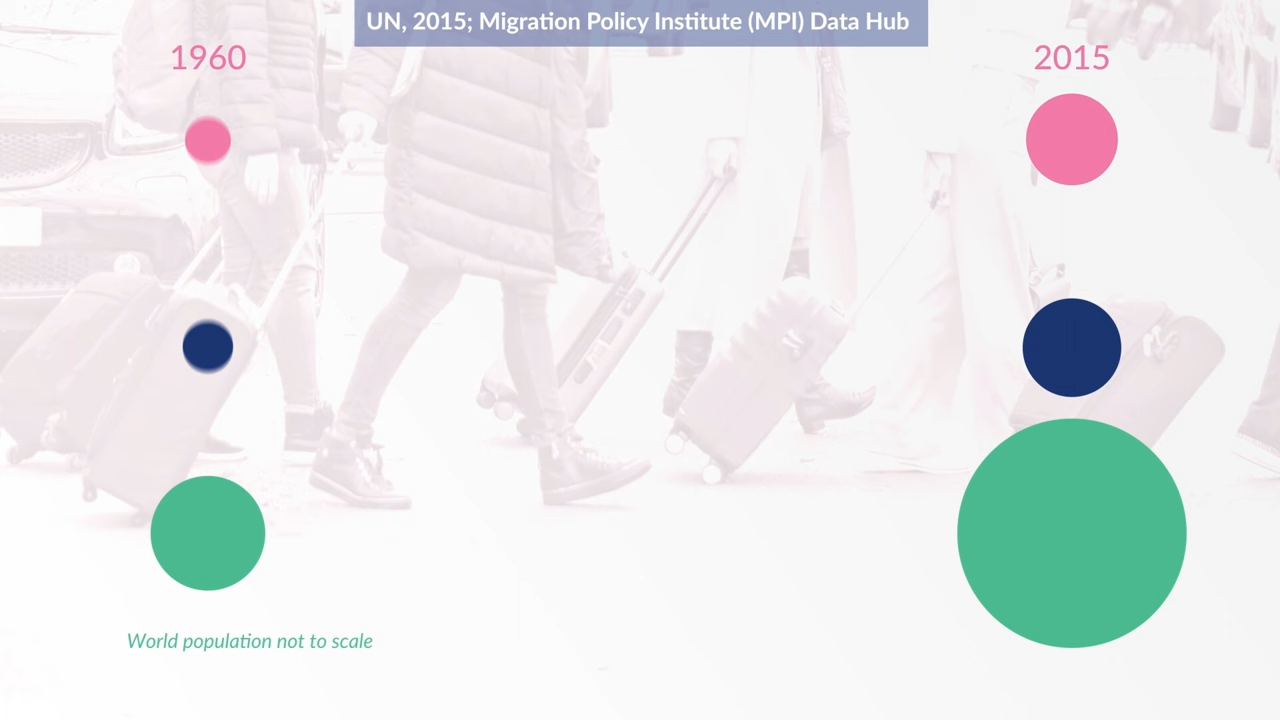 UN, 2015; Migration Policy Institute (MPI) Data Hub
1960
2015
World population not to scale